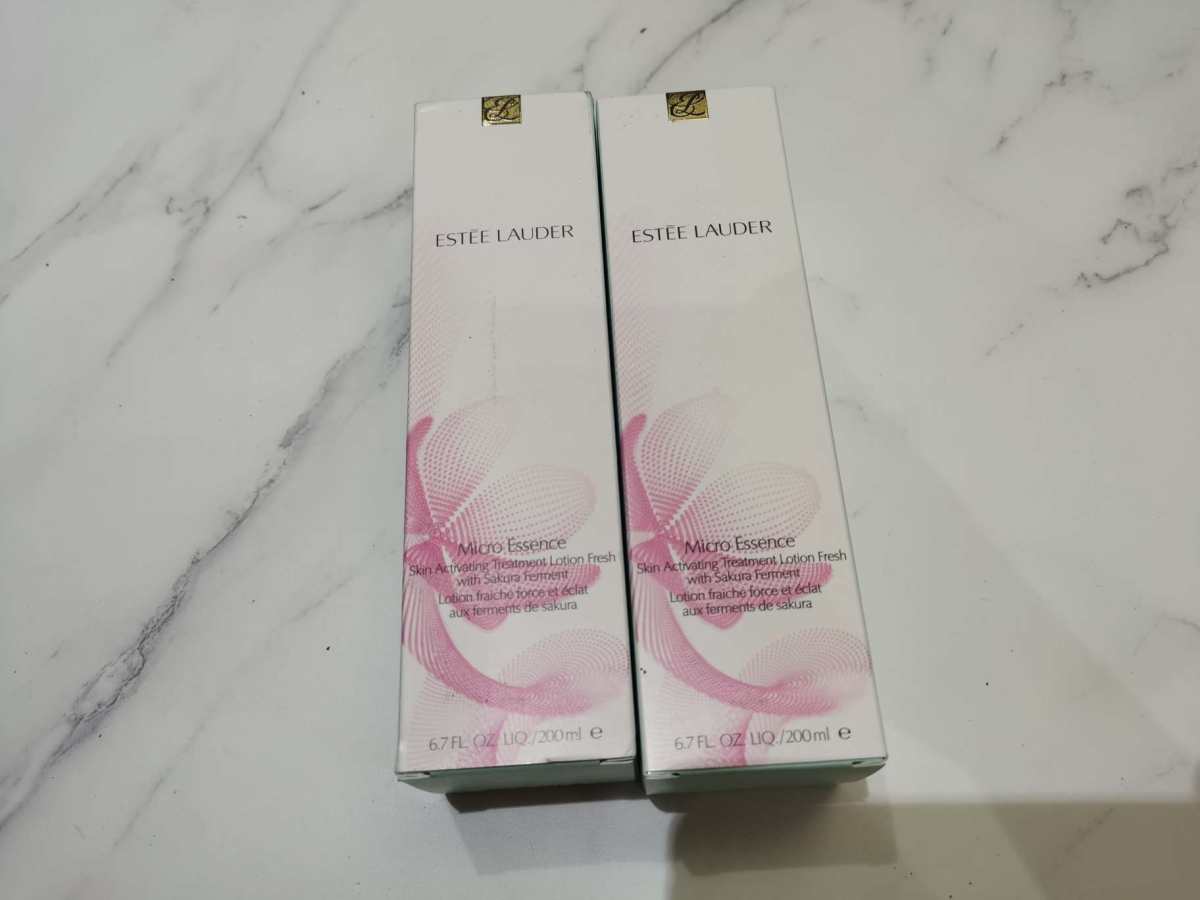 ESTĒE LAUDER
Micro Essence
Skin Activating Treatment Lotion Fresh
with Sakura Ferment
Lotion fraîche force et éclat
aux ferments de sakura
6.7 FL. OZ. LIQ./200 ml e
ESTĒE LAUDER
Micro Essence
Skin Activating Treatment Lotion Fresh
with Sakura Ferment
Lotion fraîche force et éclat
aux ferments de sakura
6.7 FL. OZ. LIQ./200 ml e